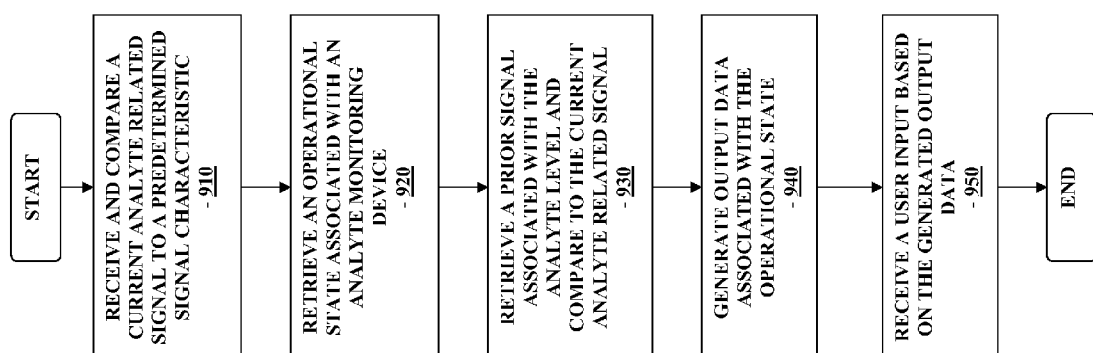 START
RECEIVE AND COMPARE A
CURRENT ANALYTE RELATED
SIGNAL TO A PREDETERMINED
SIGNAL CHARACTERISTIC
- 910
RETRIEVE AN OPERATIONAL
STATE ASSOCIATED WITH AN
ANALYTE MONITORING
DEVICE
- 920
RETRIEVE A PRIOR SIGNAL
ASSOCIATED WITH THE
ANALYTE LEVEL AND
COMPARE TO THE CURRENT
ANALYTE RELATED SIGNAL
- 930
GENERATE OUTPUT DATA
ASSOCIATED WITH THE
OPERATIONAL STATE
- 940
RECEIVE A USER INPUT BASED
ON THE GENERATED OUTPUT
DATA
- 950
END